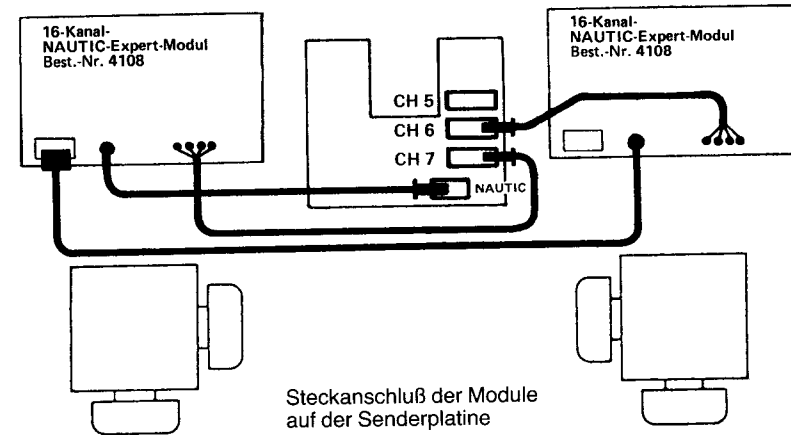 16-Kanal-
NAUTIC-Expert-Modul
Best.-Nr. 4108
16-Kanal-
NAUTIC-Expert-Modul
Best.-Nr. 4108
CH 5
CH 6
CH 7
NAUTIC
Steckanschluß der Module
auf der Senderplatine